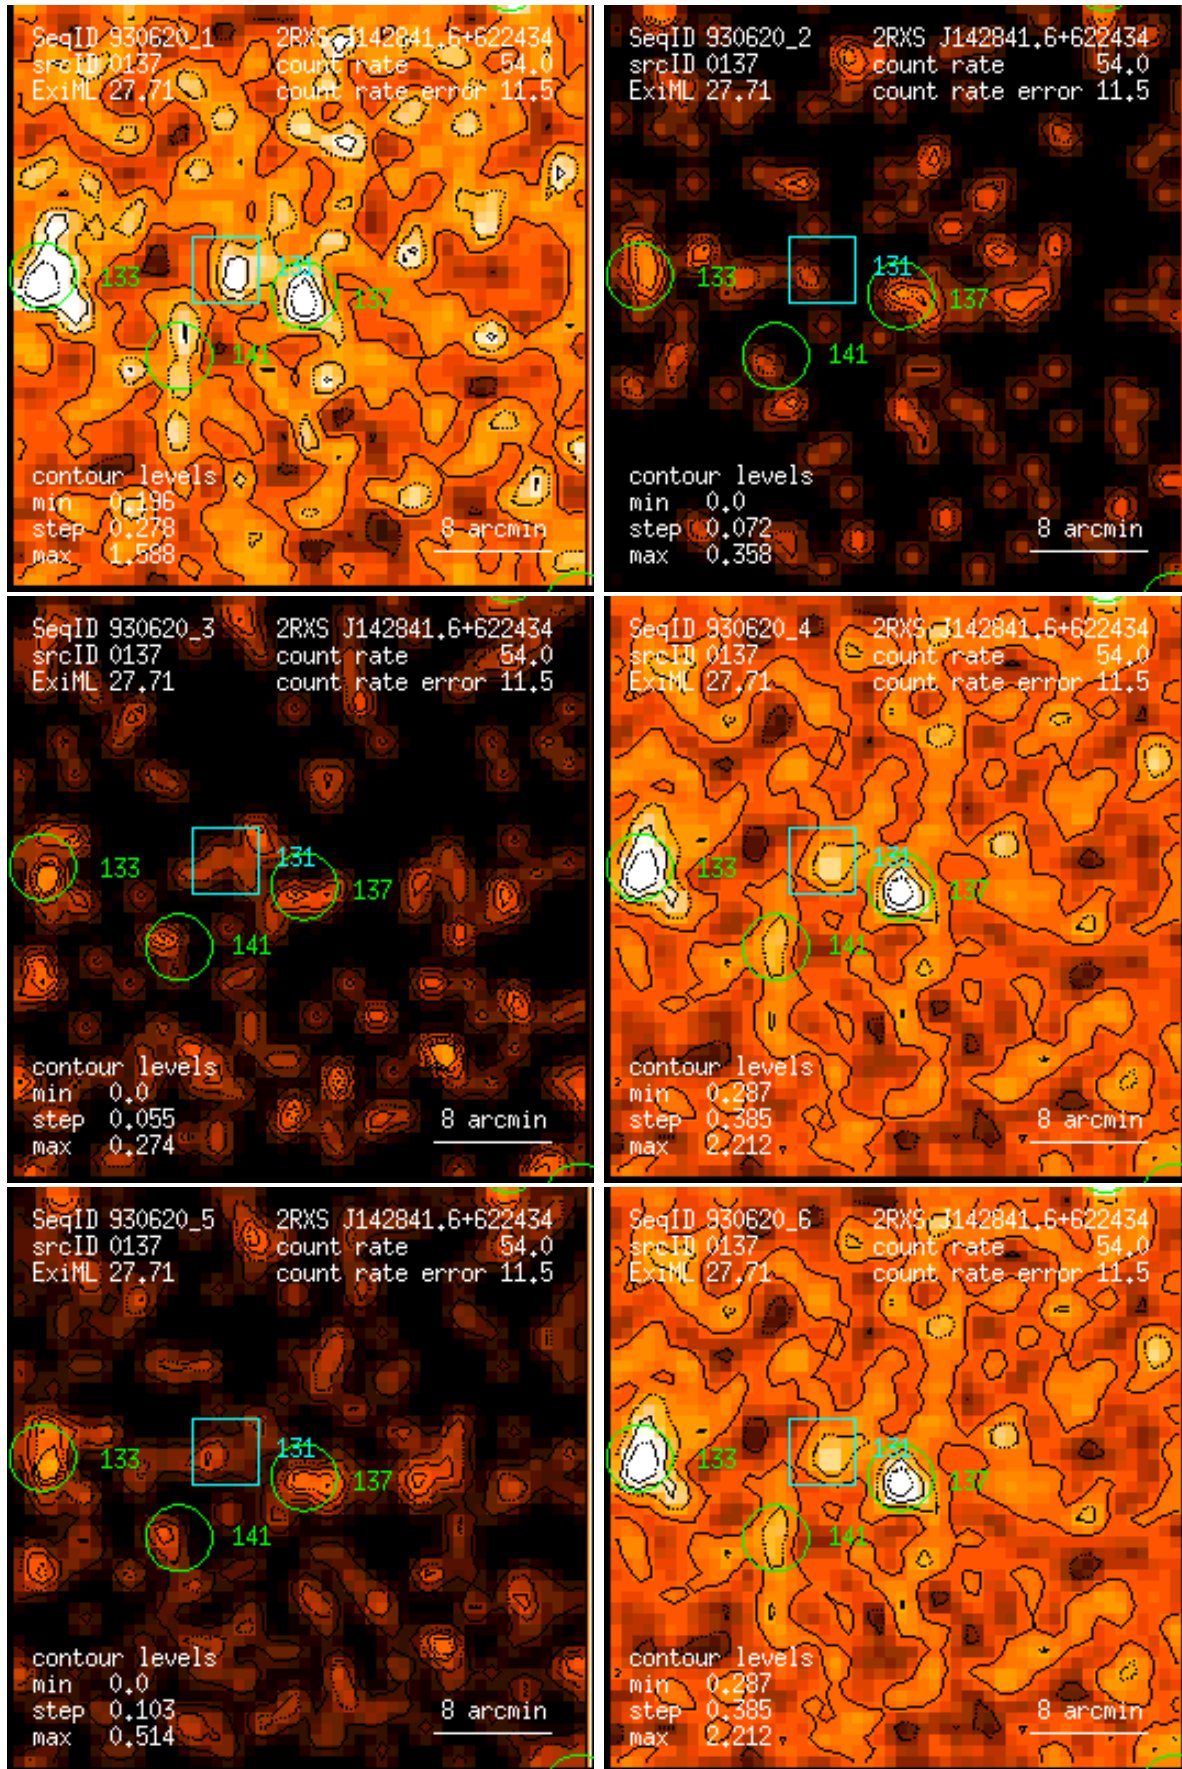 SeqID 930620_1 2RXS J142841.6+622434
srcID 0137 count rate 54.0
ExiML 27.71 count rate error 11.5
131
133
137
141
contour levels
min 0.196
step 0.278
max 1.588
8 arcmin
SeqID 930620_2 2RXS J142841.6+622434
srcID 0137 count rate 54.0
ExiML 27.71 count rate error 11.5
131
133
137
141
contour levels
min 0.0
step 0.072
max 0.358
8 arcmin
SeqID 930620_3 2RXS J142841.6+622434
srcID 0137 count rate 54.0
ExiML 27.71 count rate error 11.5
131
133
137
141
contour levels
min 0.0
step 0.055
max 0.274
8 arcmin
SeqID 930620_4 2RXS J142841.6+622434
srcID 0137 count rate 54.0
ExiML 27.71 count rate error 11.5
131
133
137
141
contour levels
min 0.287
step 0.385
max 2.212
8 arcmin
SeqID 930620_5 2RXS J142841.6+622434
srcID 0137 count rate 54.0
ExiML 27.71 count rate error 11.5
131
133
137
141
contour levels
min 0.0
step 0.103
max 0.514
8 arcmin
SeqID 930620_6 2RXS J142841.6+622434
srcID 0137 count rate 54.0
ExiML 27.71 count rate error 11.5
131
133
137
141
contour levels
min 0.287
step 0.385
max 2.212
8 arcmin